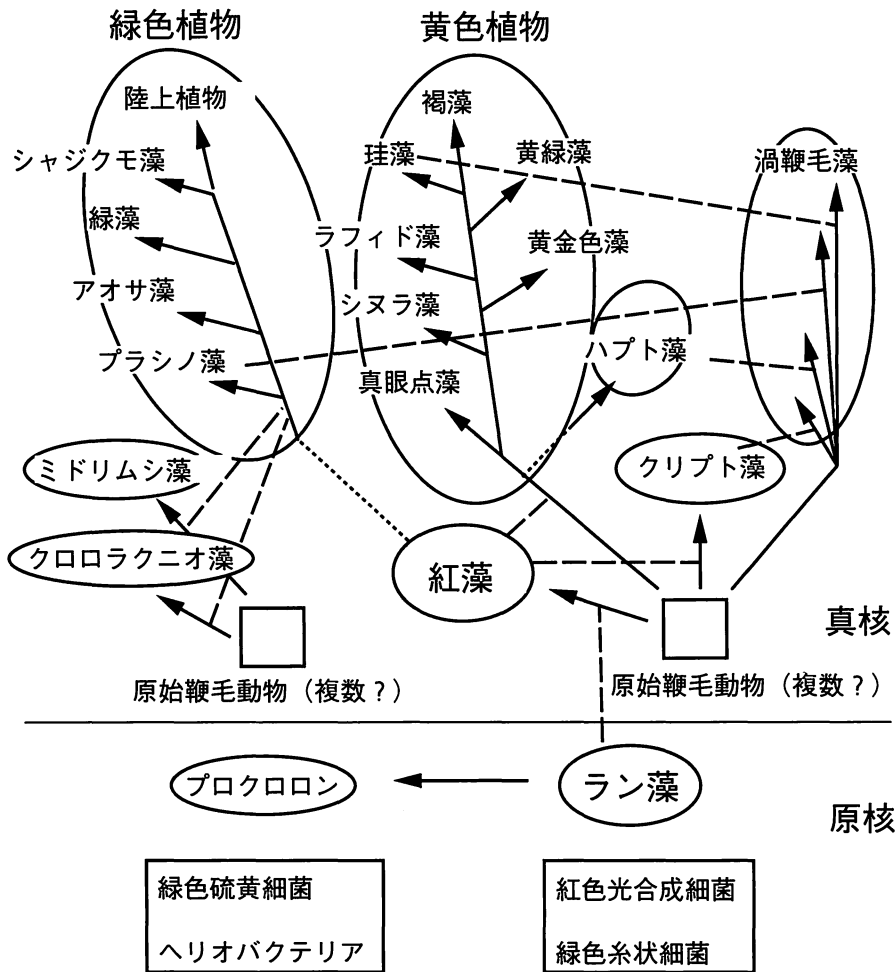 緑色植物
黄色植物
陸上植物
褐藻
シャジクモ藻
珪藻
黄緑藻
渦鞭毛藻
緑藻
ラフィド藻
黄金色藻
アオサ藻
シヌラ藻
プラシノ藻
ハプト藻
真眼点藻
ミドリムシ藻
クリプト藻
クロロラクニオ藻
紅藻
真核
原始鞭毛動物（複数？）
原始鞭毛動物（複数？）
プロクロロン
ラン藻
原核
緑色硫黄細菌
ヘリオバクテリア
紅色光合成細菌
緑色糸状細菌